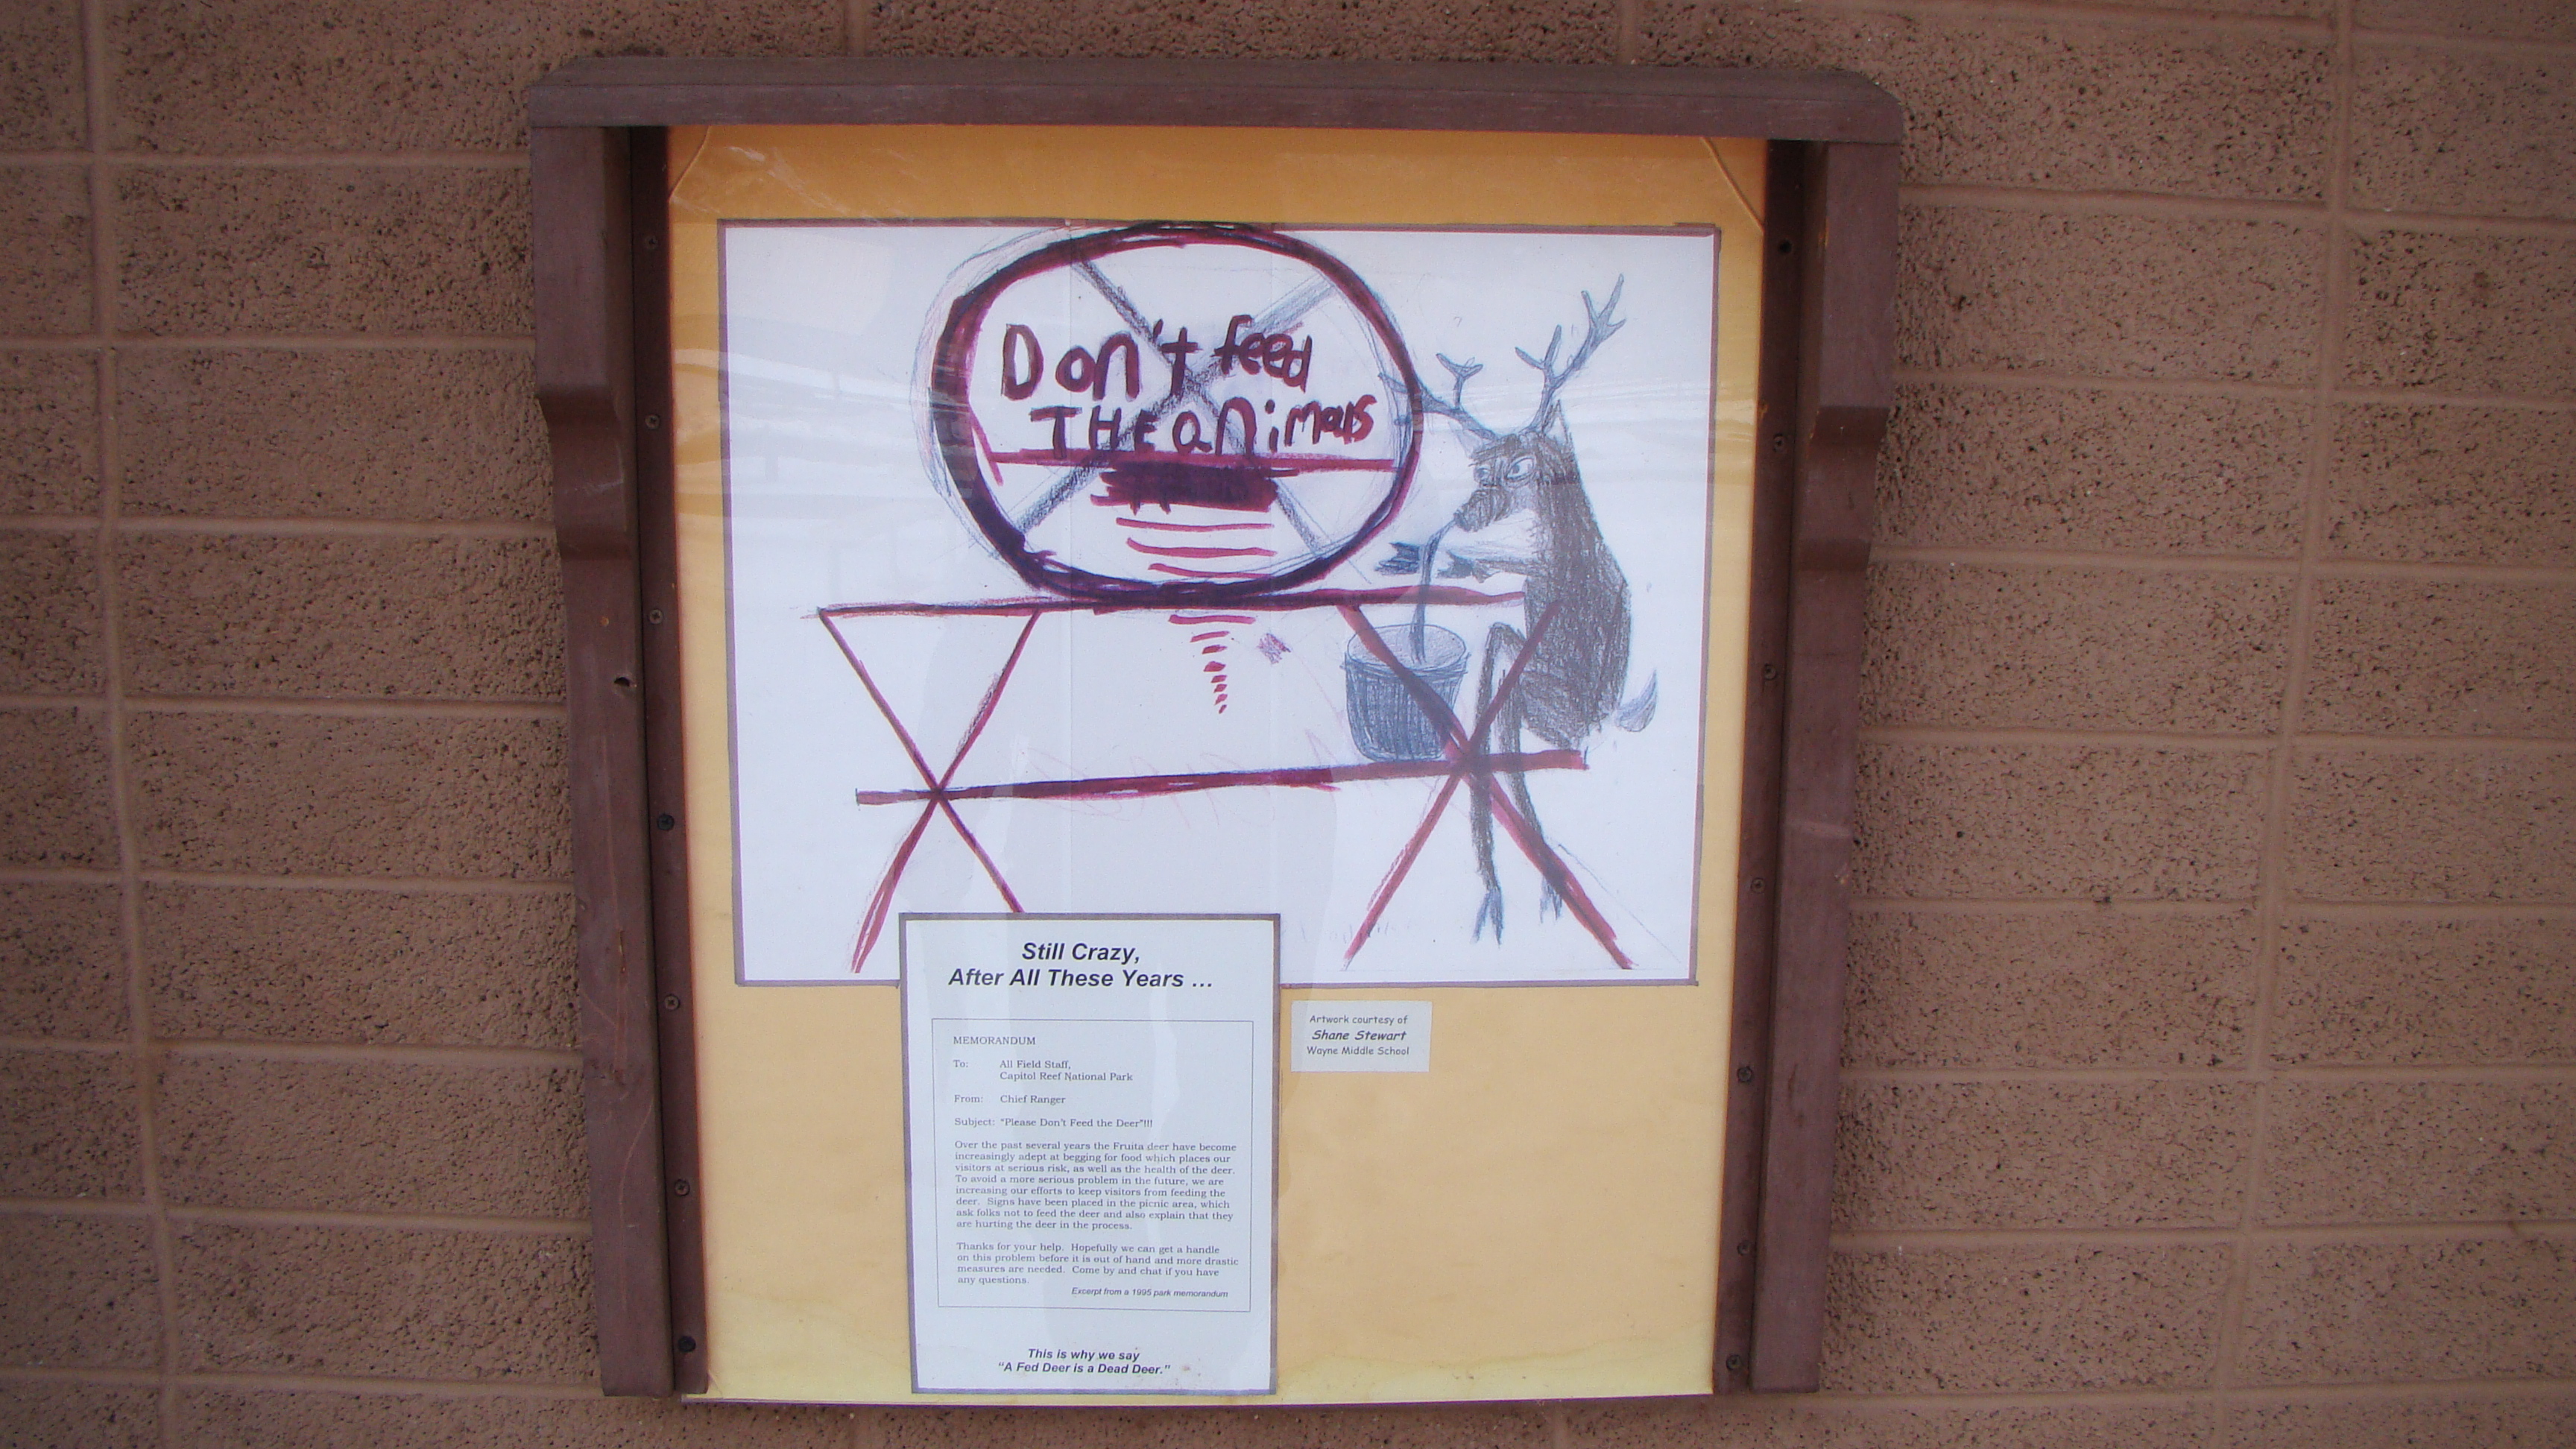 Don't feed
THE animals
Still Crazy,
After All These Years ...
MEMORANDUM
To: All Field Staff,
Capitol Reef National Park
From: Chief Ranger
Subject: "Please Don't Feed the Deer"!!!
Over the past several years the Fruita deer have become
increasingly adept at begging for food which places our
visitors at serious risk, as well as the health of the deer.
To avoid a more serious problem in the future, we are
increasing our efforts to keep visitors from feeding the
deer. Signs have been placed in the picnic area, which
ask folks not to feed the deer and also explain that they
are hurting the deer in the process.
Thanks for your help. Hopefully we can get a handle
on this problem before it is out of hand and more drastic
measures are needed. Come by and chat if you have
any questions.
Excerpt from a 1995 park memorandum
This is why we say
"A Fed Deer is a Dead Deer."
Artwork courtesy of
Shane Stewart
Wayne Middle School